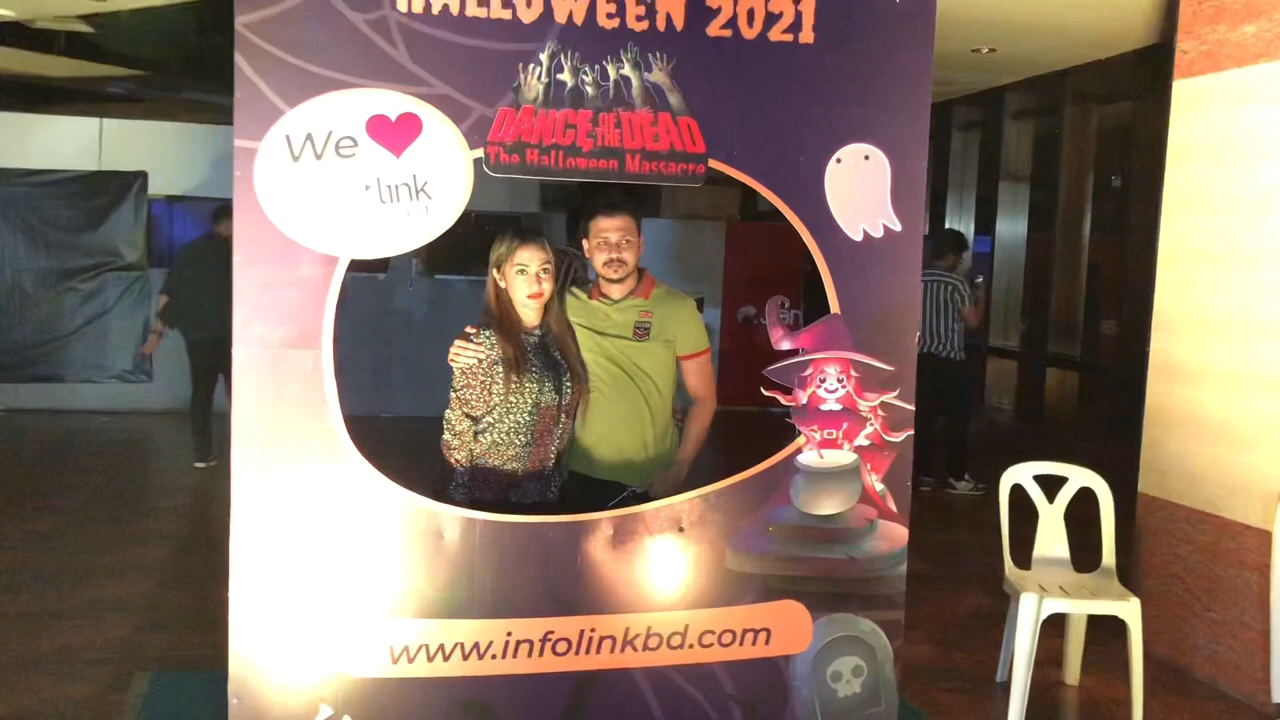 HALLOWEEN 2021
DANCE OF THE DEAD
The Halloween Massacre
We
link
www.infolinkbd.com